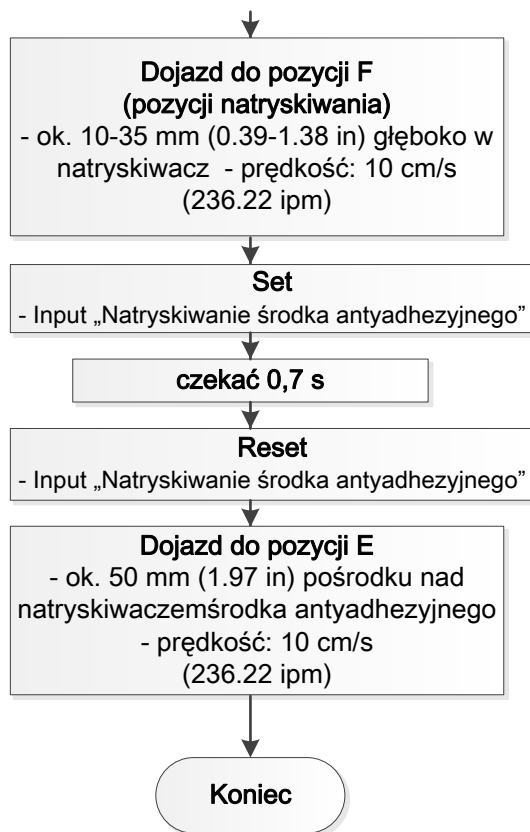 Dojazd do pozycji F
(pozycji natryskiwania)
- ok. 10-35 mm (0.39-1.38 in) głęboko w
natryskiwacz - prędkość: 10 cm/s
(236.22 ipm)
Set
- Input „Natryskiwanie środka antyadhezyjnego”
czekać 0,7 s
Reset
- Input „Natryskiwanie środka antyadhezyjnego”
Dojazd do pozycji E
- ok. 50 mm (1.97 in) pośrodku nad
natryskiwaczemśrodka antyadhezyjnego
- prędkość: 10 cm/s
(236.22 ipm)
Koniec